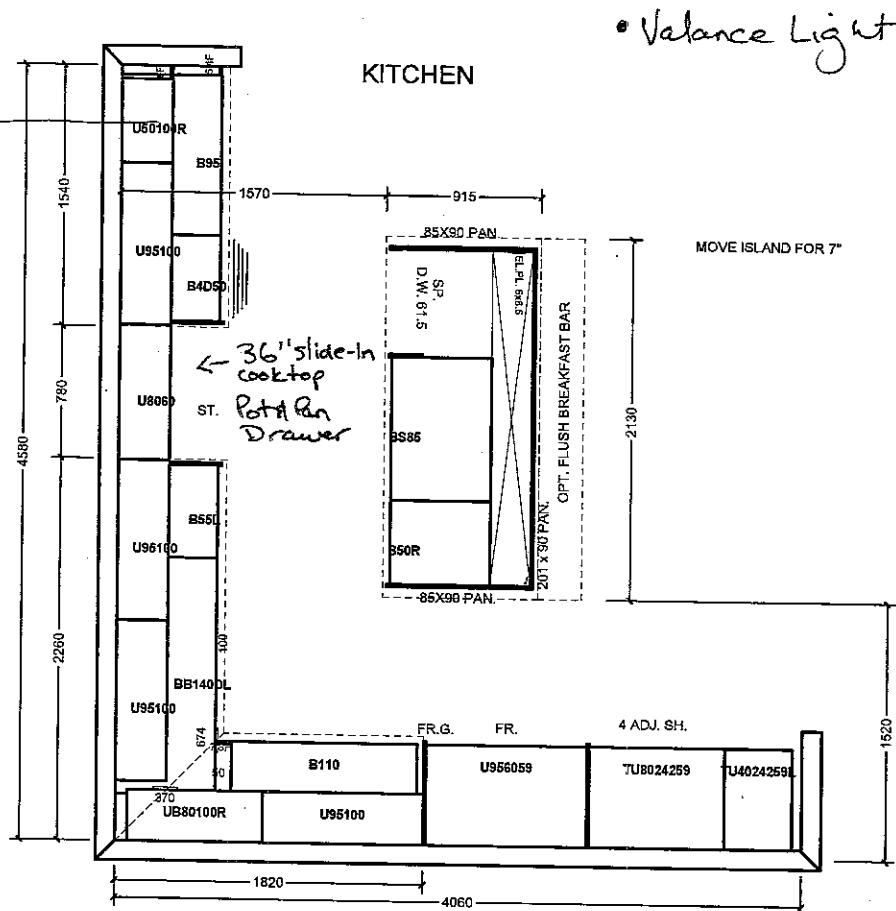 • Valance Light
KITCHEN
U50100R
B95
1570
915
1540
85X90 PAN.
MOVE ISLAND FOR 7"
U95100
B4D50
SP.
D.W. 61.5
EL.PL. 6x8.5
← 36" slide-In
cooktop
U8060
ST.
Pot & Pan
Drawer
780
4580
BS85
OPT. FLUSH BREAKFAST BAR
2130
B55L
U95100
B50R
201 x 90 PAN.
85X90 PAN.
2260
100
BB1400L
U95100
674
FR.G.
FR.
4 ADJ. SH.
1520
B110
U956059
TU8024259
TU4024259L
50
370
UB80100R
U95100
1820
4060